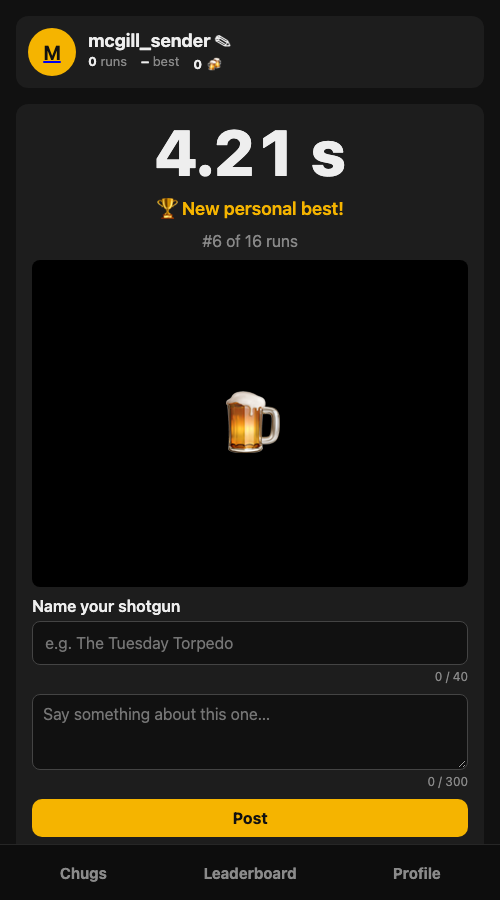 M
mcgill_sender ✎
0 runs – best 0 🍻
4.21 s
🏆 New personal best!
#6 of 16 runs
Name your shotgun
e.g. The Tuesday Torpedo
0 / 40
Say something about this one...
0 / 300
Post
Chugs Leaderboard Profile